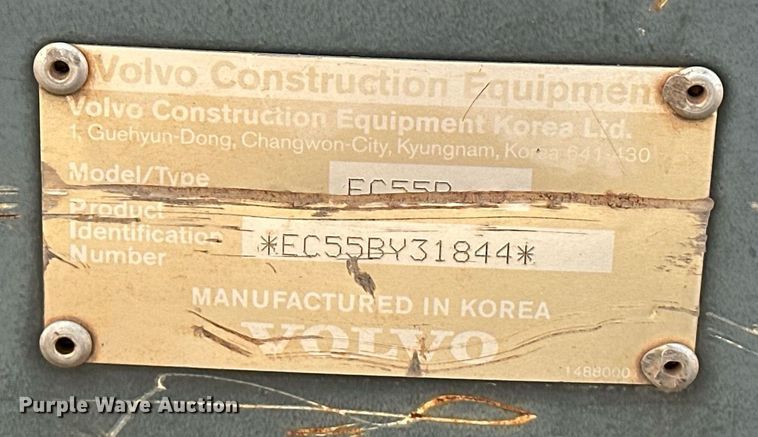 Volvo Construction Equipment
Volvo Construction Equipment Korea Ltd.
1, Guehyun-Dong, Changwon-City, Kyungnam, Korea 641-430
Model/Type
EC55B
Product
Identification
Number
*EC55BY31844*
MANUFACTURED IN KOREA
VOLVO
1488000
Purple Wave Auction